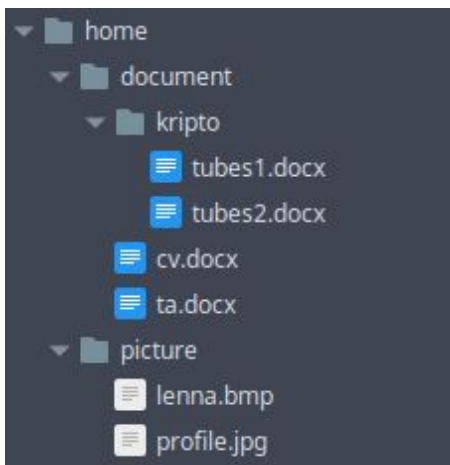 home
document
kripto
tubes1.docx
tubes2.docx
cv.docx
ta.docx
picture
lenna.bmp
profile.jpg